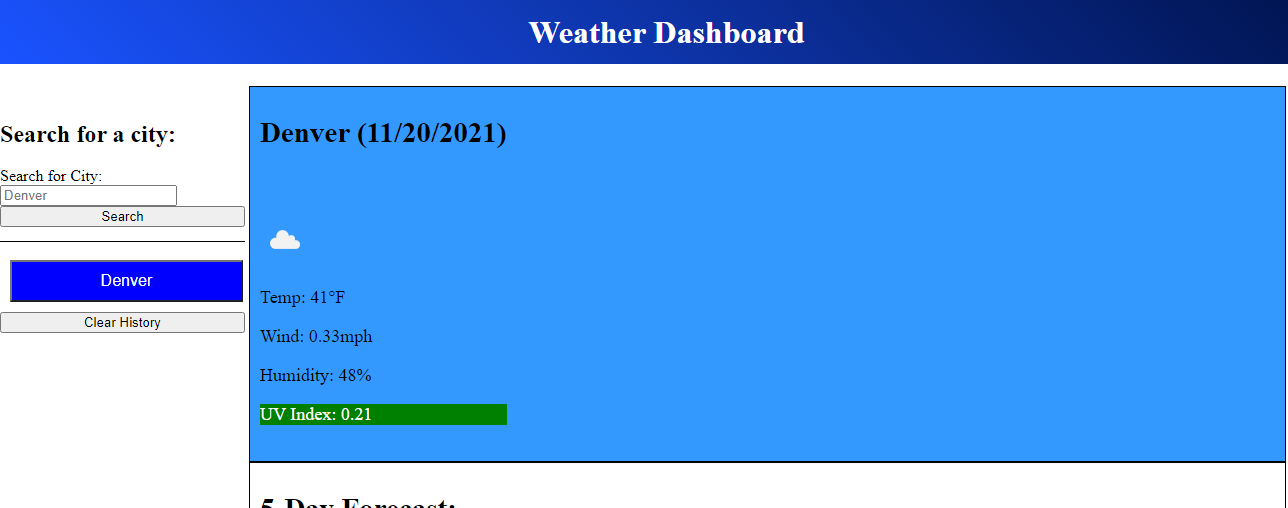 Weather Dashboard
Search for a city:
Search for City:
Denver
Search
Denver
Clear History
Denver (11/20/2021)
Temp: 41°F
Wind: 0.33mph
Humidity: 48%
UV Index: 0.21
5-Day Forecast: